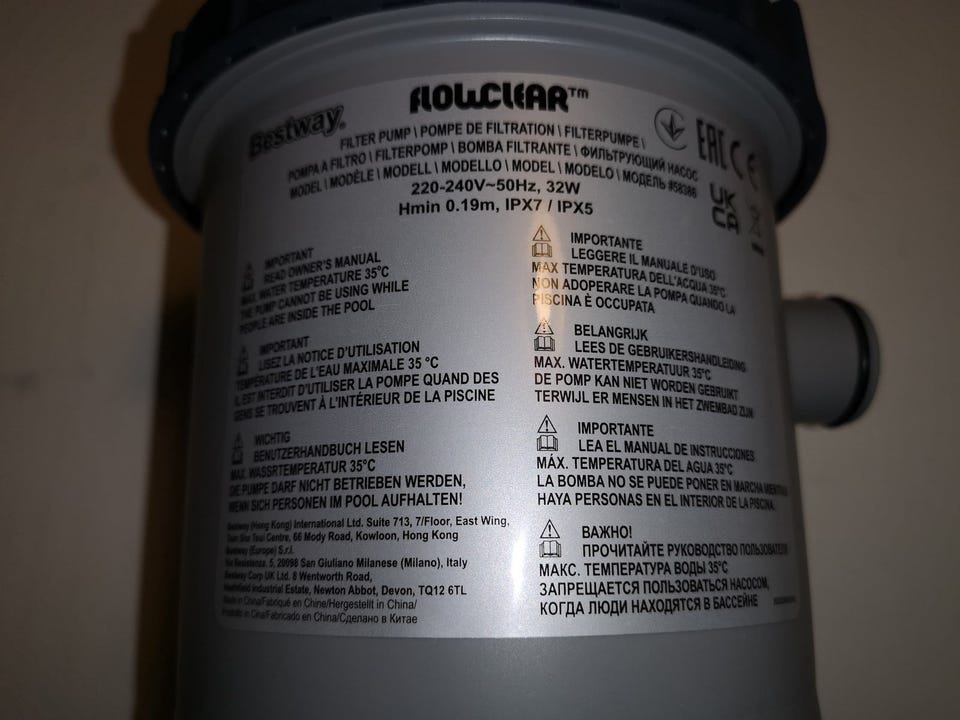 FLOWCLEAR™
Bestway®
FILTER PUMP \ POMPE DE FILTRATION \ FILTERPUMPE \
POMPA A FILTRO \ FILTERPOMP \ BOMBA FILTRANTE \ ФИЛЬТРУЮЩИЙ НАСОС
MODEL \ MODÈLE \ MODELL \ MODELLO \ MODEL \ MODELO \ МОДЕЛЬ #58386
220-240V~50Hz, 32W
Hmin 0.19m, IPX7 / IPX5
EAC CE
UK
CA
IMPORTANT
READ OWNER'S MANUAL
MAX. WATER TEMPERATURE 35°C
THE PUMP CANNOT BE USING WHILE
PEOPLE ARE INSIDE THE POOL
IMPORTANT
LISEZ LA NOTICE D'UTILISATION
TEMPÉRATURE DE L'EAU MAXIMALE 35 °C
IL EST INTERDIT D'UTILISER LA POMPE QUAND DES
GENS SE TROUVENT À L'INTÉRIEUR DE LA PISCINE
WICHTIG
BENUTZERHANDBUCH LESEN
MAX. WASSRTEMPERATUR 35°C
DIE PUMPE DARF NICHT BETRIEBEN WERDEN,
WENN SICH PERSONEN IM POOL AUFHALTEN!
Bestway (Hong Kong) International Ltd. Suite 713, 7/Floor, East Wing,
Tsim Sha Tsui Centre, 66 Mody Road, Kowloon, Hong Kong
Bestway (Europe) S.r.l.
Via Resistenza, 5, 20098 San Giuliano Milanese (Milano), Italy
Bestway Corp UK Ltd. 8 Wentworth Road,
Heathfield Industrial Estate, Newton Abbot, Devon, TQ12 6TL
Made in China/Fabriqué en Chine/Hergestellt in China/
Prodotto in Cina/Fabricado en China/Сделано в Китае
IMPORTANTE
LEGGERE IL MANUALE D'USO
MAX TEMPERATURA DELL'ACQUA 35°C
NON ADOPERARE LA POMPA QUANDO LA
PISCINA È OCCUPATA
BELANGRIJK
LEES DE GEBRUIKERSHANDLEIDING
MAX. WATERTEMPERATUUR 35°C
DE POMP KAN NIET WORDEN GEBRUIKT
TERWIJL ER MENSEN IN HET ZWEMBAD ZIJN
IMPORTANTE
LEA EL MANUAL DE INSTRUCCIONES
MÁX. TEMPERATURA DEL AGUA 35°C
LA BOMBA NO SE PUEDE PONER EN MARCHA MIENTRAS
HAYA PERSONAS EN EL INTERIOR DE LA PISCINA.
ВАЖНО!
ПРОЧИТАЙТЕ РУКОВОДСТВО ПОЛЬЗОВАТЕЛЯ
МАКС. ТЕМПЕРАТУРА ВОДЫ 35°C
ЗАПРЕЩАЕТСЯ ПОЛЬЗОВАТЬСЯ НАСОСОМ,
КОГДА ЛЮДИ НАХОДЯТСЯ В БАССЕЙНЕ